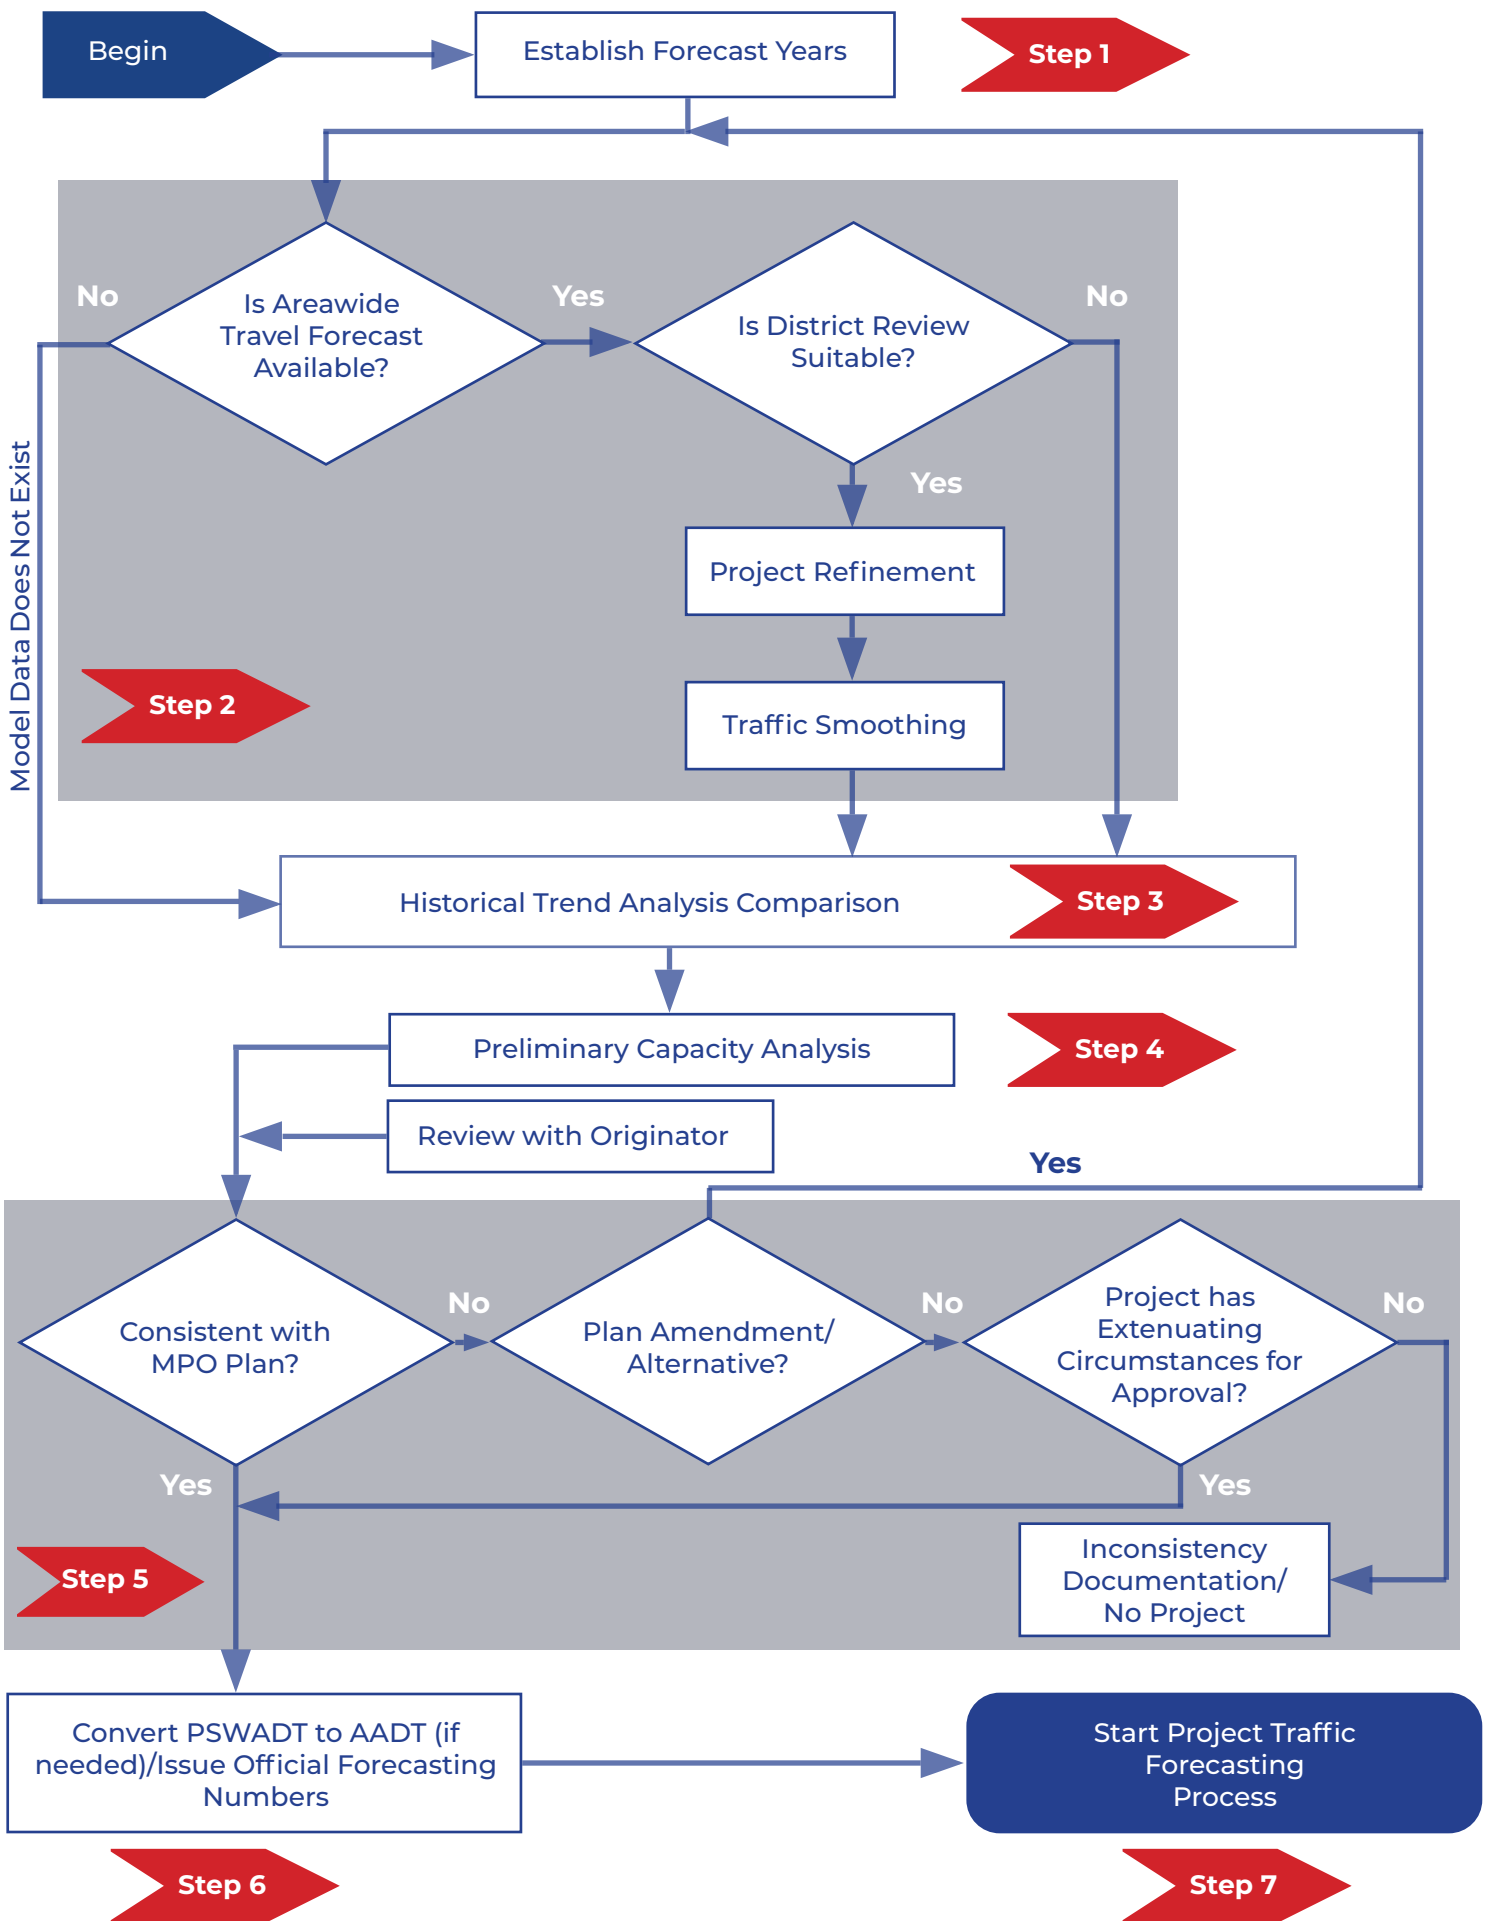 Begin
Establish Forecast Years
Step 1
No
Is Areawide
Travel Forecast
Available?
Yes
Is District Review
Suitable?
No
Yes
Model Data Does Not Exist
Project Refinement
Step 2
Traffic Smoothing
Historical Trend Analysis Comparison
Step 3
Preliminary Capacity Analysis
Step 4
Review with Originator
Yes
Consistent with
MPO Plan?
No
Plan Amendment/
Alternative?
No
Project has
Extenuating
Circumstances for
Approval?
No
Yes
Yes
Step 5
Inconsistency
Documentation/
No Project
Convert PSWADT to AADT (if
needed)/Issue Official Forecasting
Numbers
Start Project Traffic
Forecasting
Process
Step 6
Step 7